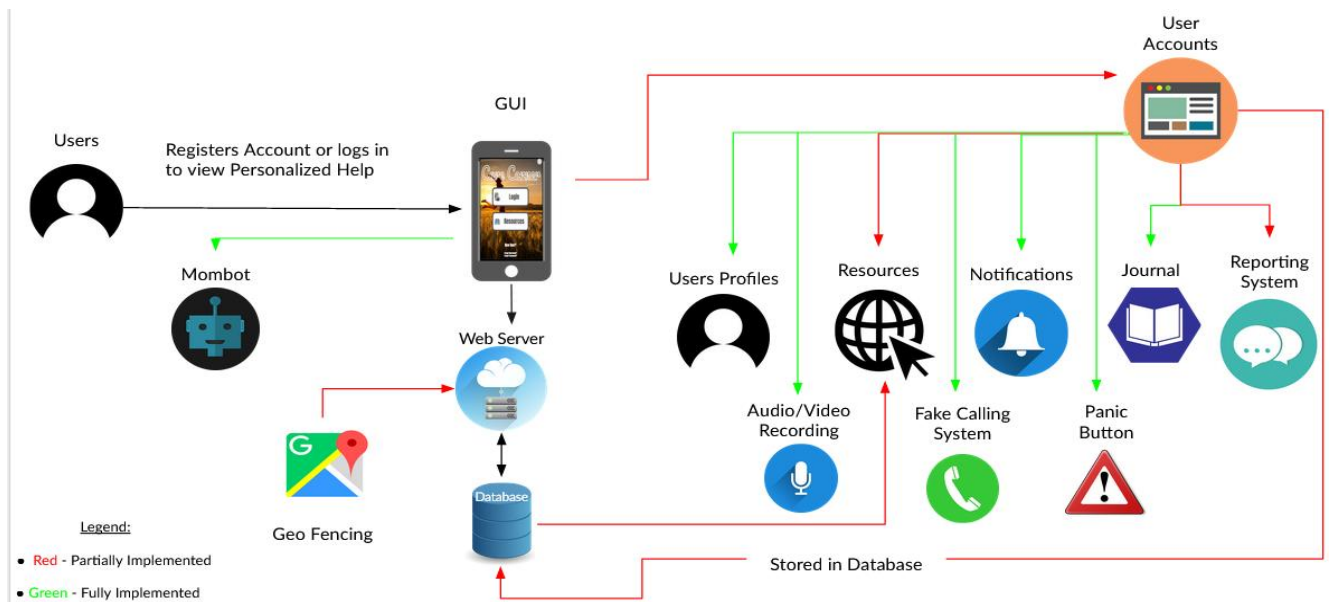 User
Accounts
GUI
Users
Registers Account or logs in
to view Personalized Help
Login
Resources
Mombot
Users Profiles
Resources
Notifications
Journal
Reporting
System
Web Server
Audio/Video
Recording
Fake Calling
System
Panic
Button
G
Database
Geo Fencing
Legend:
• Red - Partially Implemented
• Green - Fully Implemented
Stored in Database